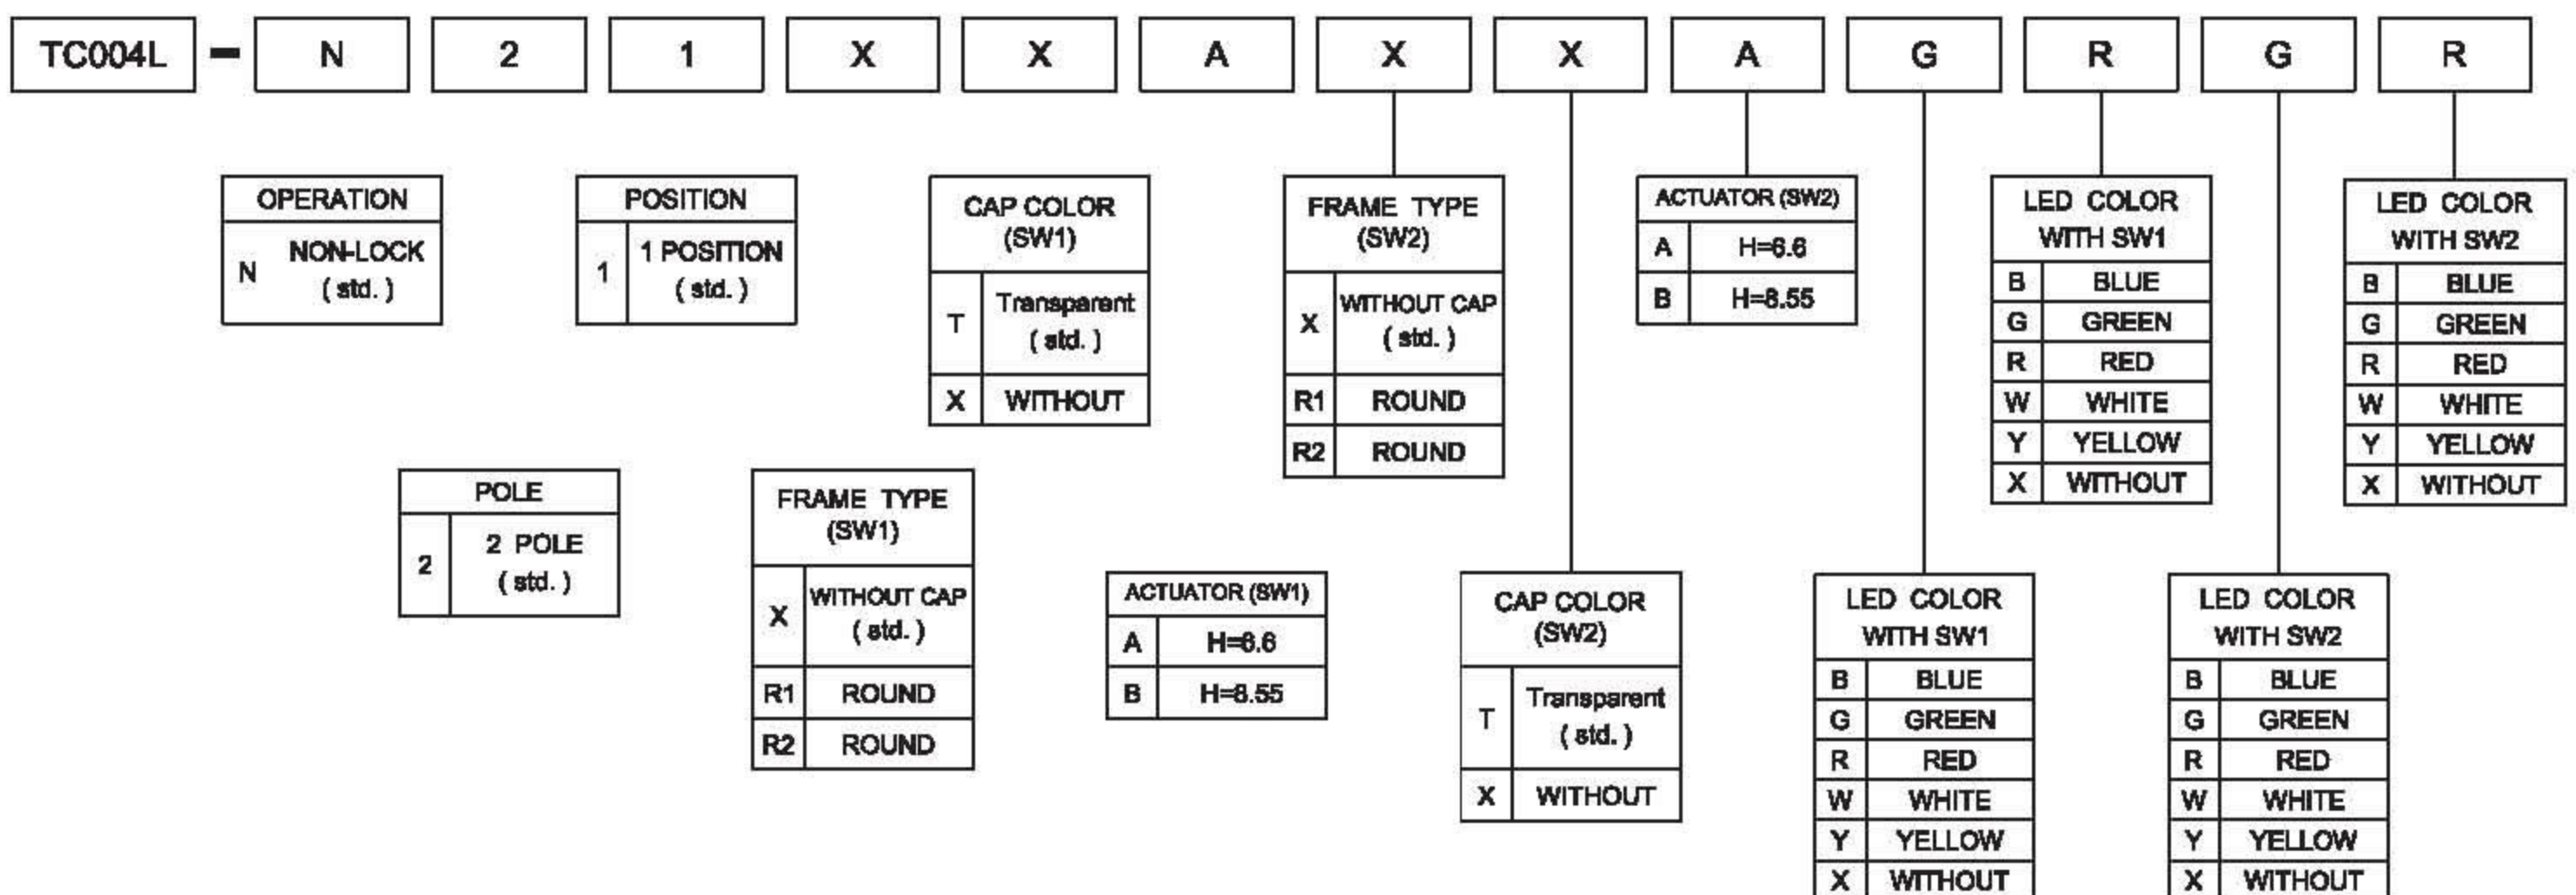 TC004L - N 2 1 X X A X X A G R G R
OPERATION
N NON-LOCK
( std. )
POSITION
1 1 POSITION
( std. )
CAP COLOR
(SW1)
T Transparent
( std. )
X WITHOUT
FRAME TYPE
(SW2)
X WITHOUT CAP
( std. )
R1 ROUND
R2 ROUND
ACTUATOR (SW2)
A H=6.6
B H=8.55
LED COLOR
WITH SW1
B BLUE
G GREEN
R RED
W WHITE
Y YELLOW
X WITHOUT
LED COLOR
WITH SW2
B BLUE
G GREEN
R RED
W WHITE
Y YELLOW
X WITHOUT
POLE
2 2 POLE
( std. )
FRAME TYPE
(SW1)
X WITHOUT CAP
( std. )
R1 ROUND
R2 ROUND
ACTUATOR (SW1)
A H=6.6
B H=8.55
CAP COLOR
(SW2)
T Transparent
( std. )
X WITHOUT
LED COLOR
WITH SW1
B BLUE
G GREEN
R RED
W WHITE
Y YELLOW
X WITHOUT
LED COLOR
WITH SW2
B BLUE
G GREEN
R RED
W WHITE
Y YELLOW
X WITHOUT